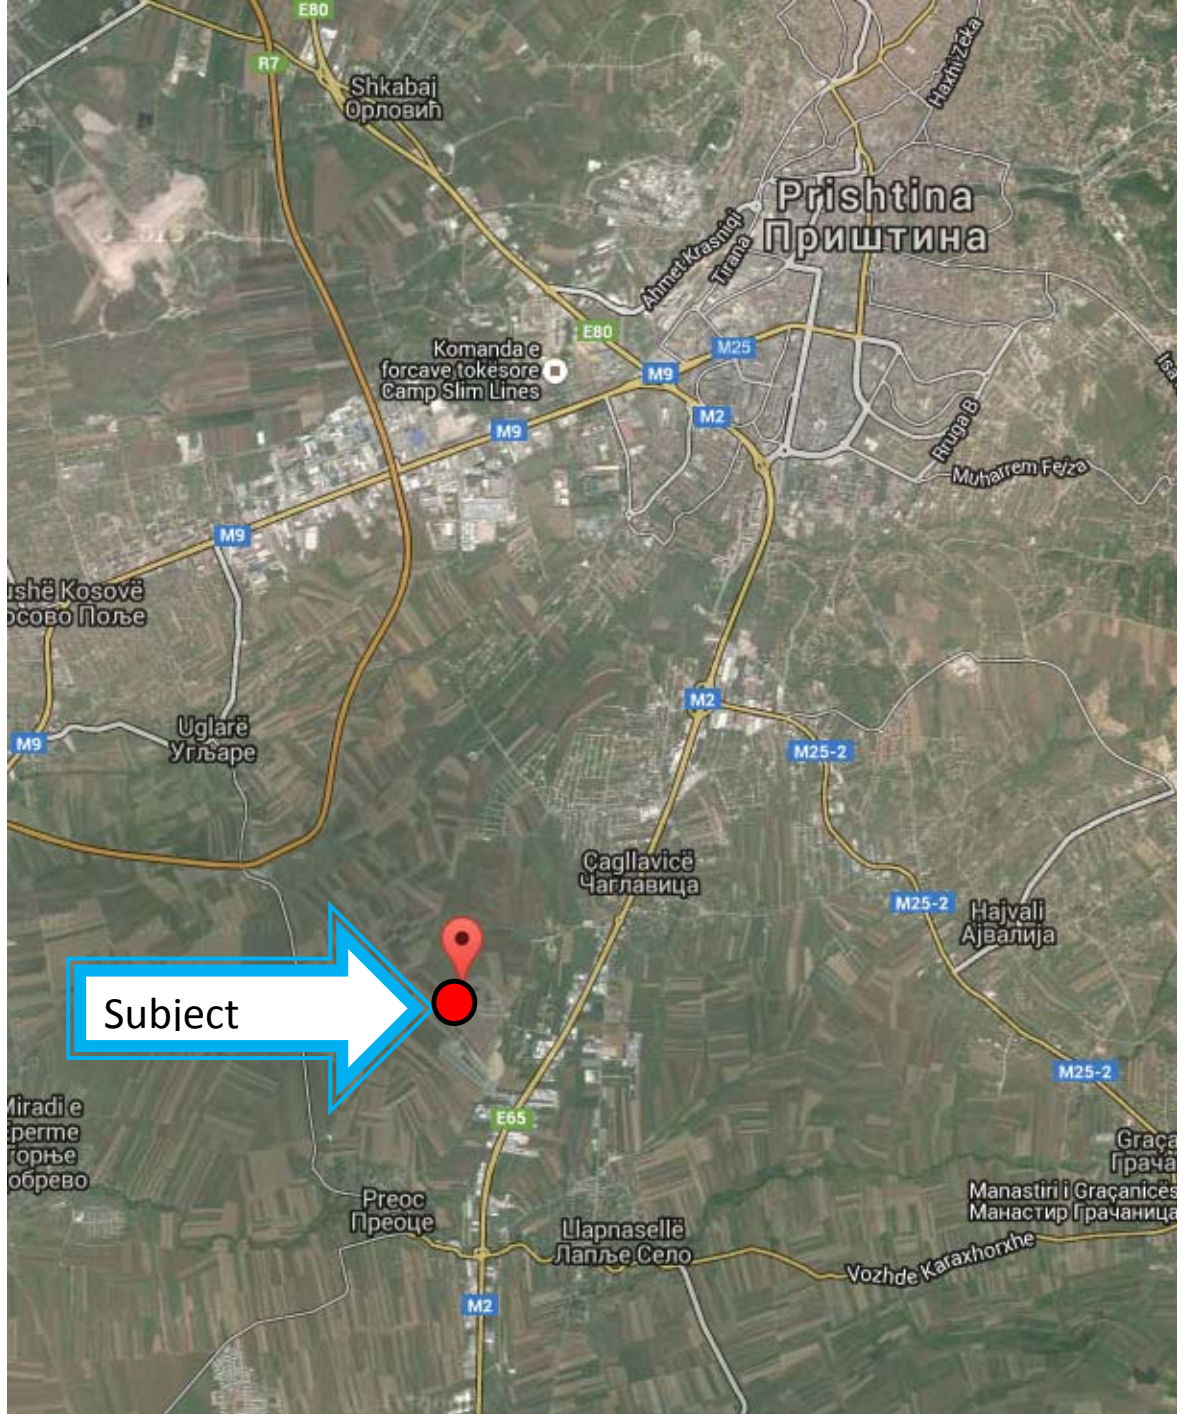 E80
R7
Shkabaj
Орловић
Haxhi Zeka
Prishtina
Приштина
Ahmet Krasniqi
Tirana
E80
M25
Komanda e
forcave tokësore
Camp Slim Lines
M9
M2
M9
Isa
Rruga B
Muharrem Fejza
M9
ushë Kosovë
осово Поље
M2
Uglarë
Угљаре
M9
M25-2
Çagllavicë
Чаглавица
M25-2
Hajvali
Ајвалија
Subject
M25-2
Miradi e
Eperme
Горње
обрево
E65
Graça
Грача
Manastiri i Graçanicës
Манастир Грачаница
Preoc
Преоце
Llapnasellë
Лапље Село
Vozhde Karaxhorxhe
M2